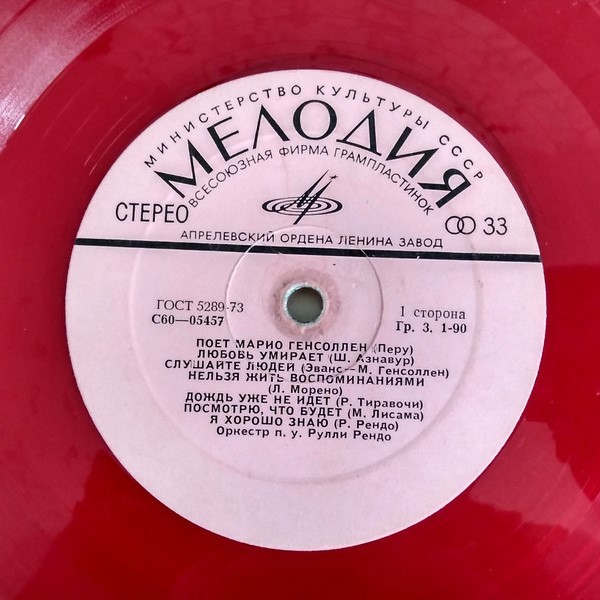 МИНИСТЕРСТВО КУЛЬТУРЫ СССР
МЕЛОДИЯ
ВСЕСОЮЗНАЯ ФИРМА ГРАМПЛАСТИНОК
СТЕРЕО 33
АПРЕЛЕВСКИЙ ОРДЕНА ЛЕНИНА ЗАВОД
ГОСТ 5289-73 1 сторона
С60—05457 Гр. 3. 1-90
ПОЕТ МАРИО ГЕНСОЛЛЕН (Перу)
ЛЮБОВЬ УМИРАЕТ (Ш. Азнавур)
СЛУШАЙТЕ ЛЮДЕЙ (Эванс—М. Генсоллен)
НЕЛЬЗЯ ЖИТЬ ВОСПОМИНАНИЯМИ
(Л. Морено)
ДОЖДЬ УЖЕ НЕ ИДЕТ (Р. Тиравочи)
ПОСМОТРЮ, ЧТО БУДЕТ (М. Лисама)
Я ХОРОШО ЗНАЮ (Р. Рендо)
Оркестр п. у. Рулли Рендо